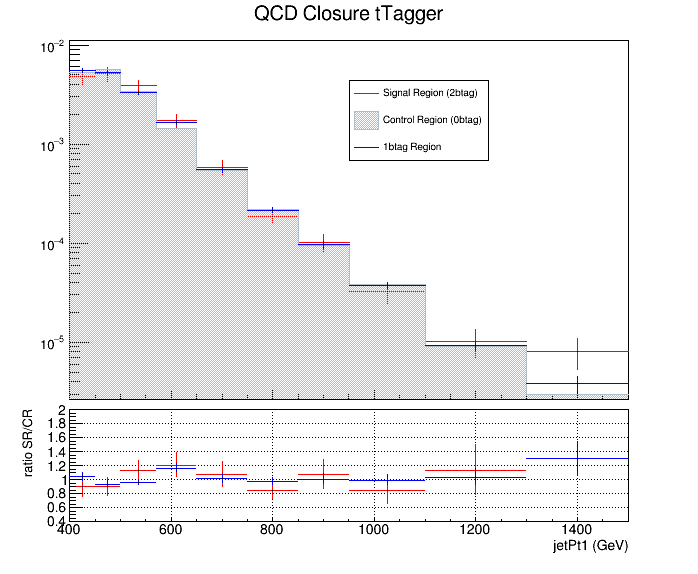 QCD Closure tTagger
10−2
10−3
10−4
10−5
Signal Region (2btag)
Control Region (0btag)
1btag Region
ratio SR/CR
2
1.8
1.6
1.4
1.2
1
0.8
0.6
0.4
400 600 800 1000 1200 1400
jetPt1 (GeV)